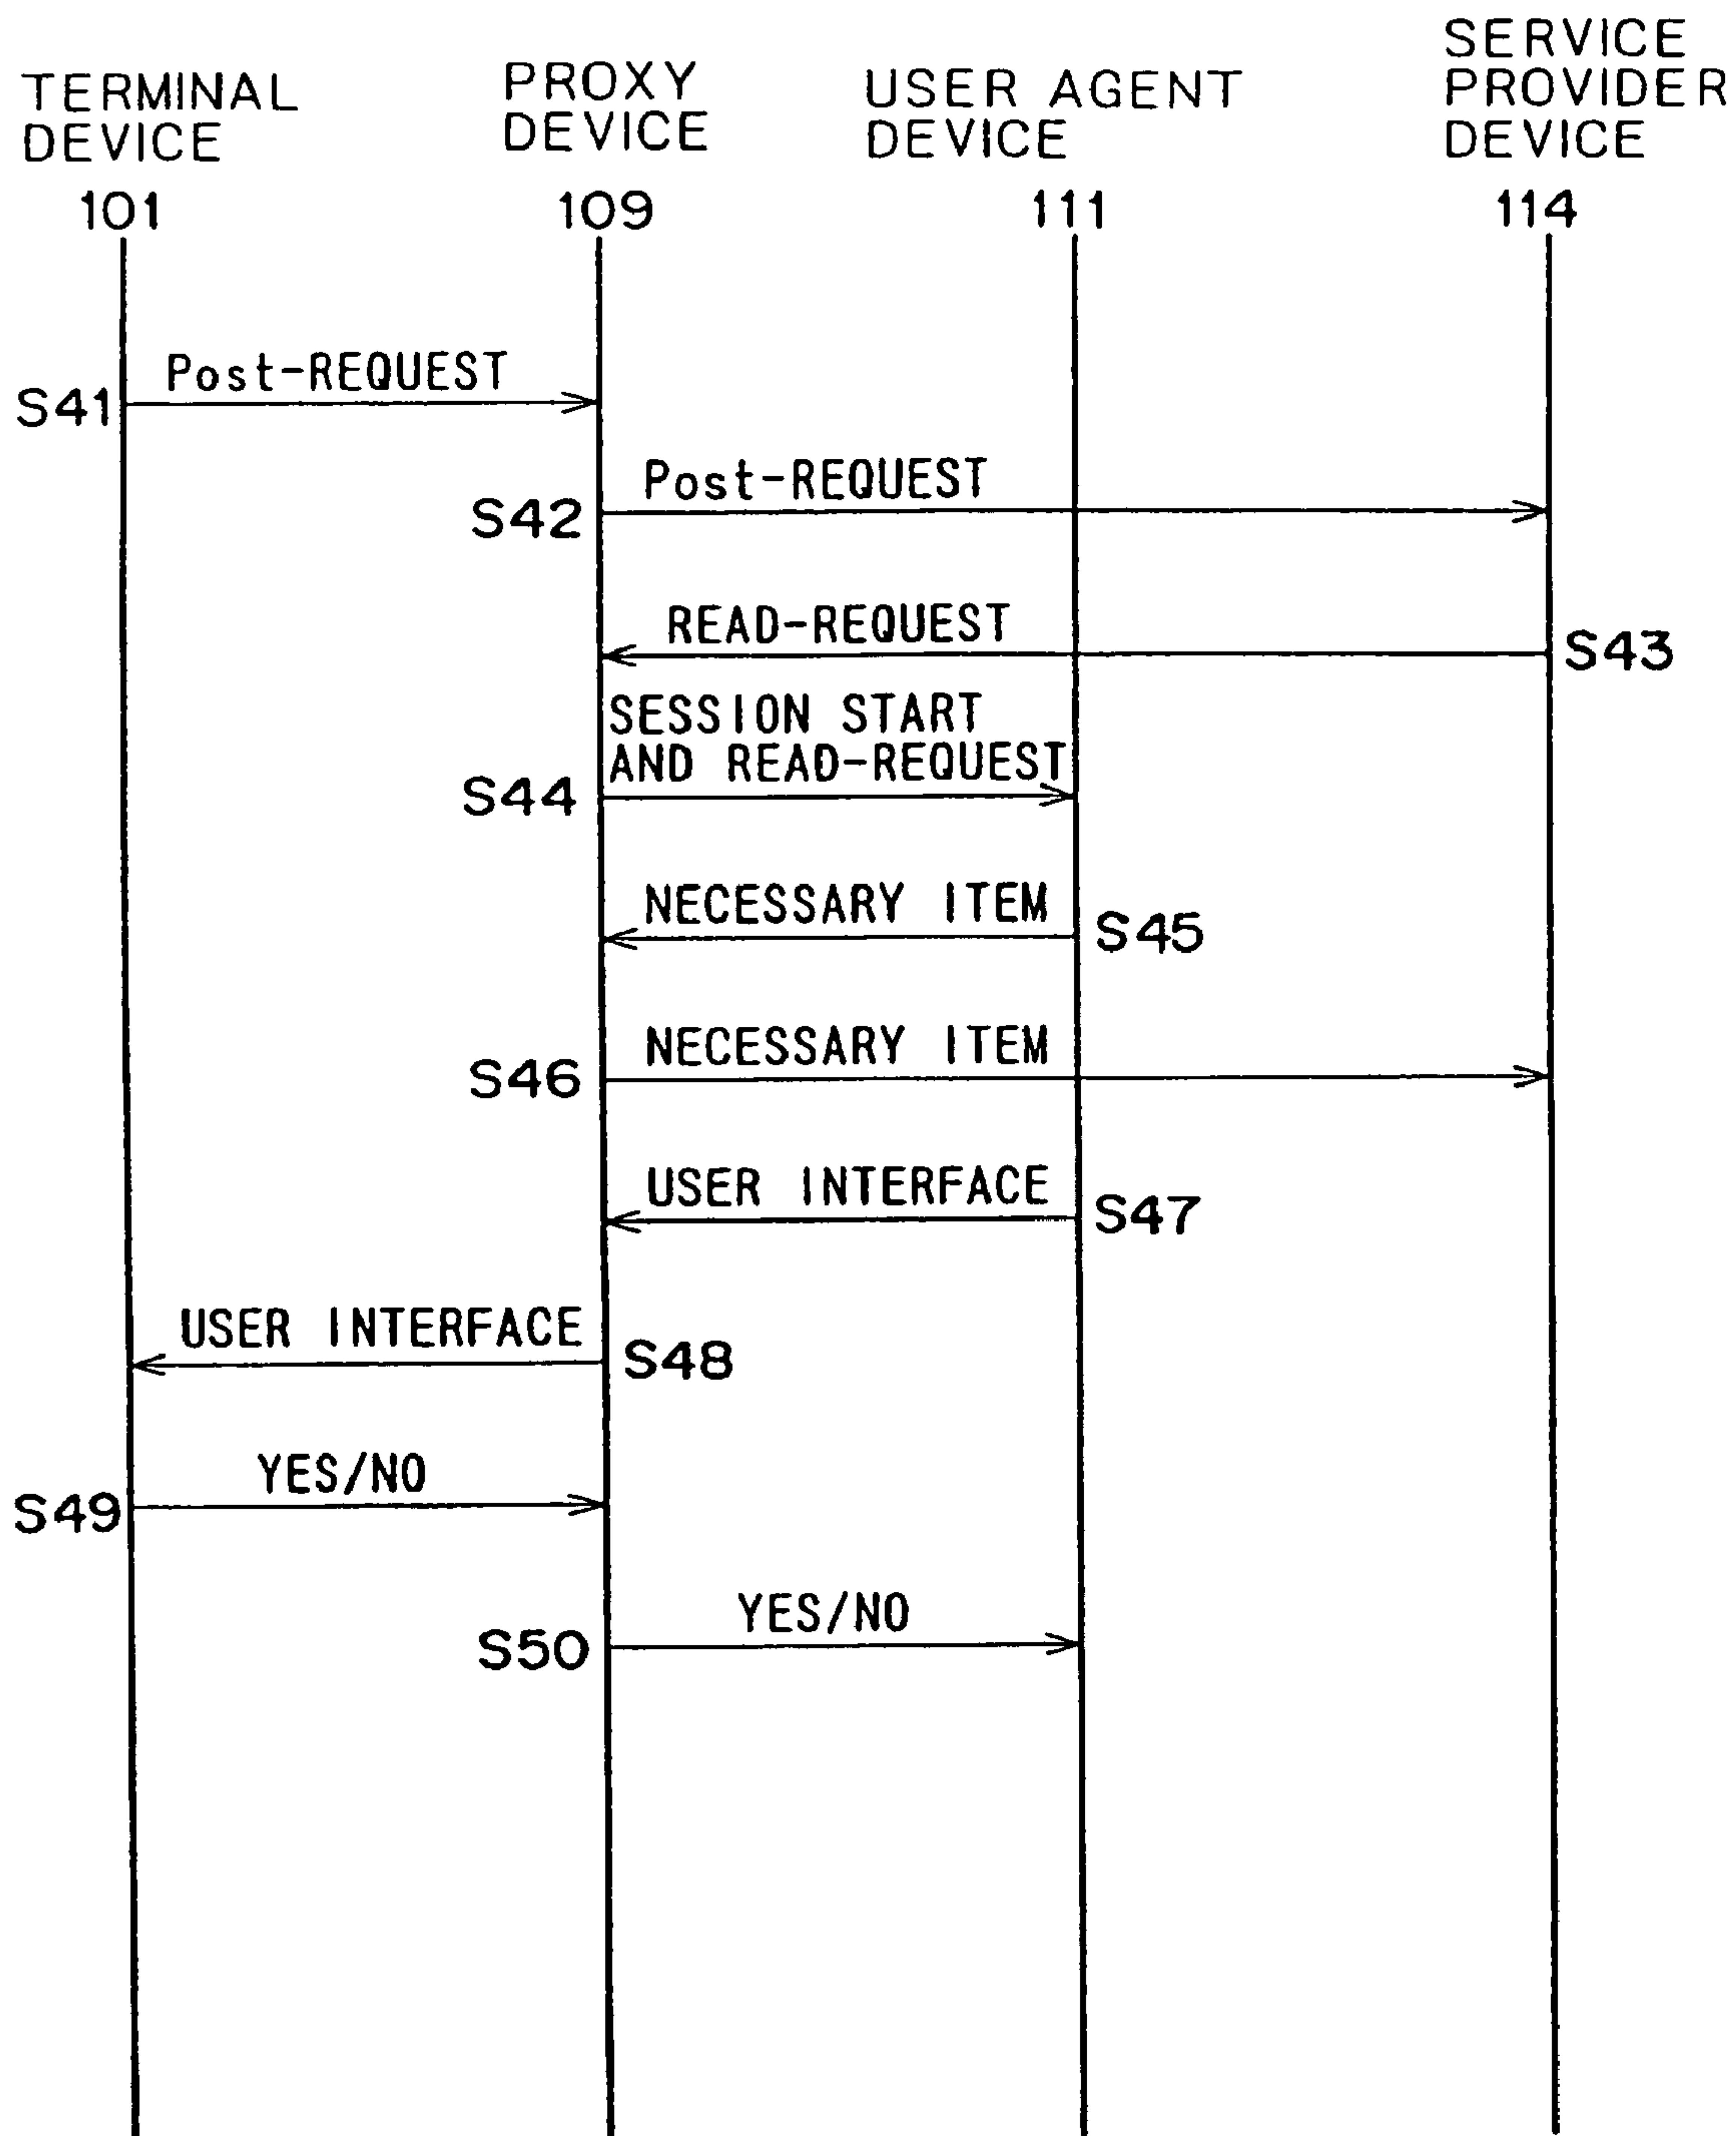 TERMINAL
DEVICE
101
PROXY
DEVICE
109
USER AGENT
DEVICE
111
SERVICE
PROVIDER
DEVICE
114
Post-REQUEST
S41
Post-REQUEST
S42
READ-REQUEST
S43
SESSION START
AND READ-REQUEST
S44
NECESSARY ITEM
S45
NECESSARY ITEM
S46
USER INTERFACE
S47
USER INTERFACE
S48
YES/NO
S49
YES/NO
S50